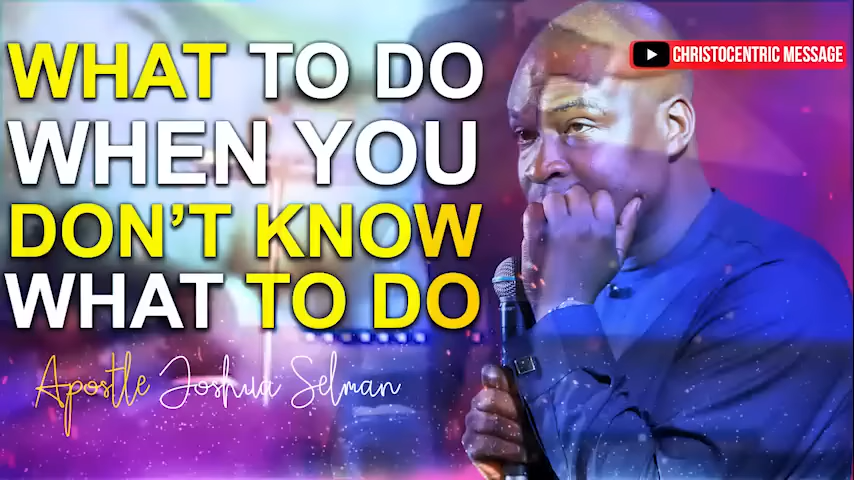 CHRISTOCENTRIC MESSAGE
WHAT TO DO
WHEN YOU
DON'T KNOW
WHAT TO DO
Apostle Joshua Selman